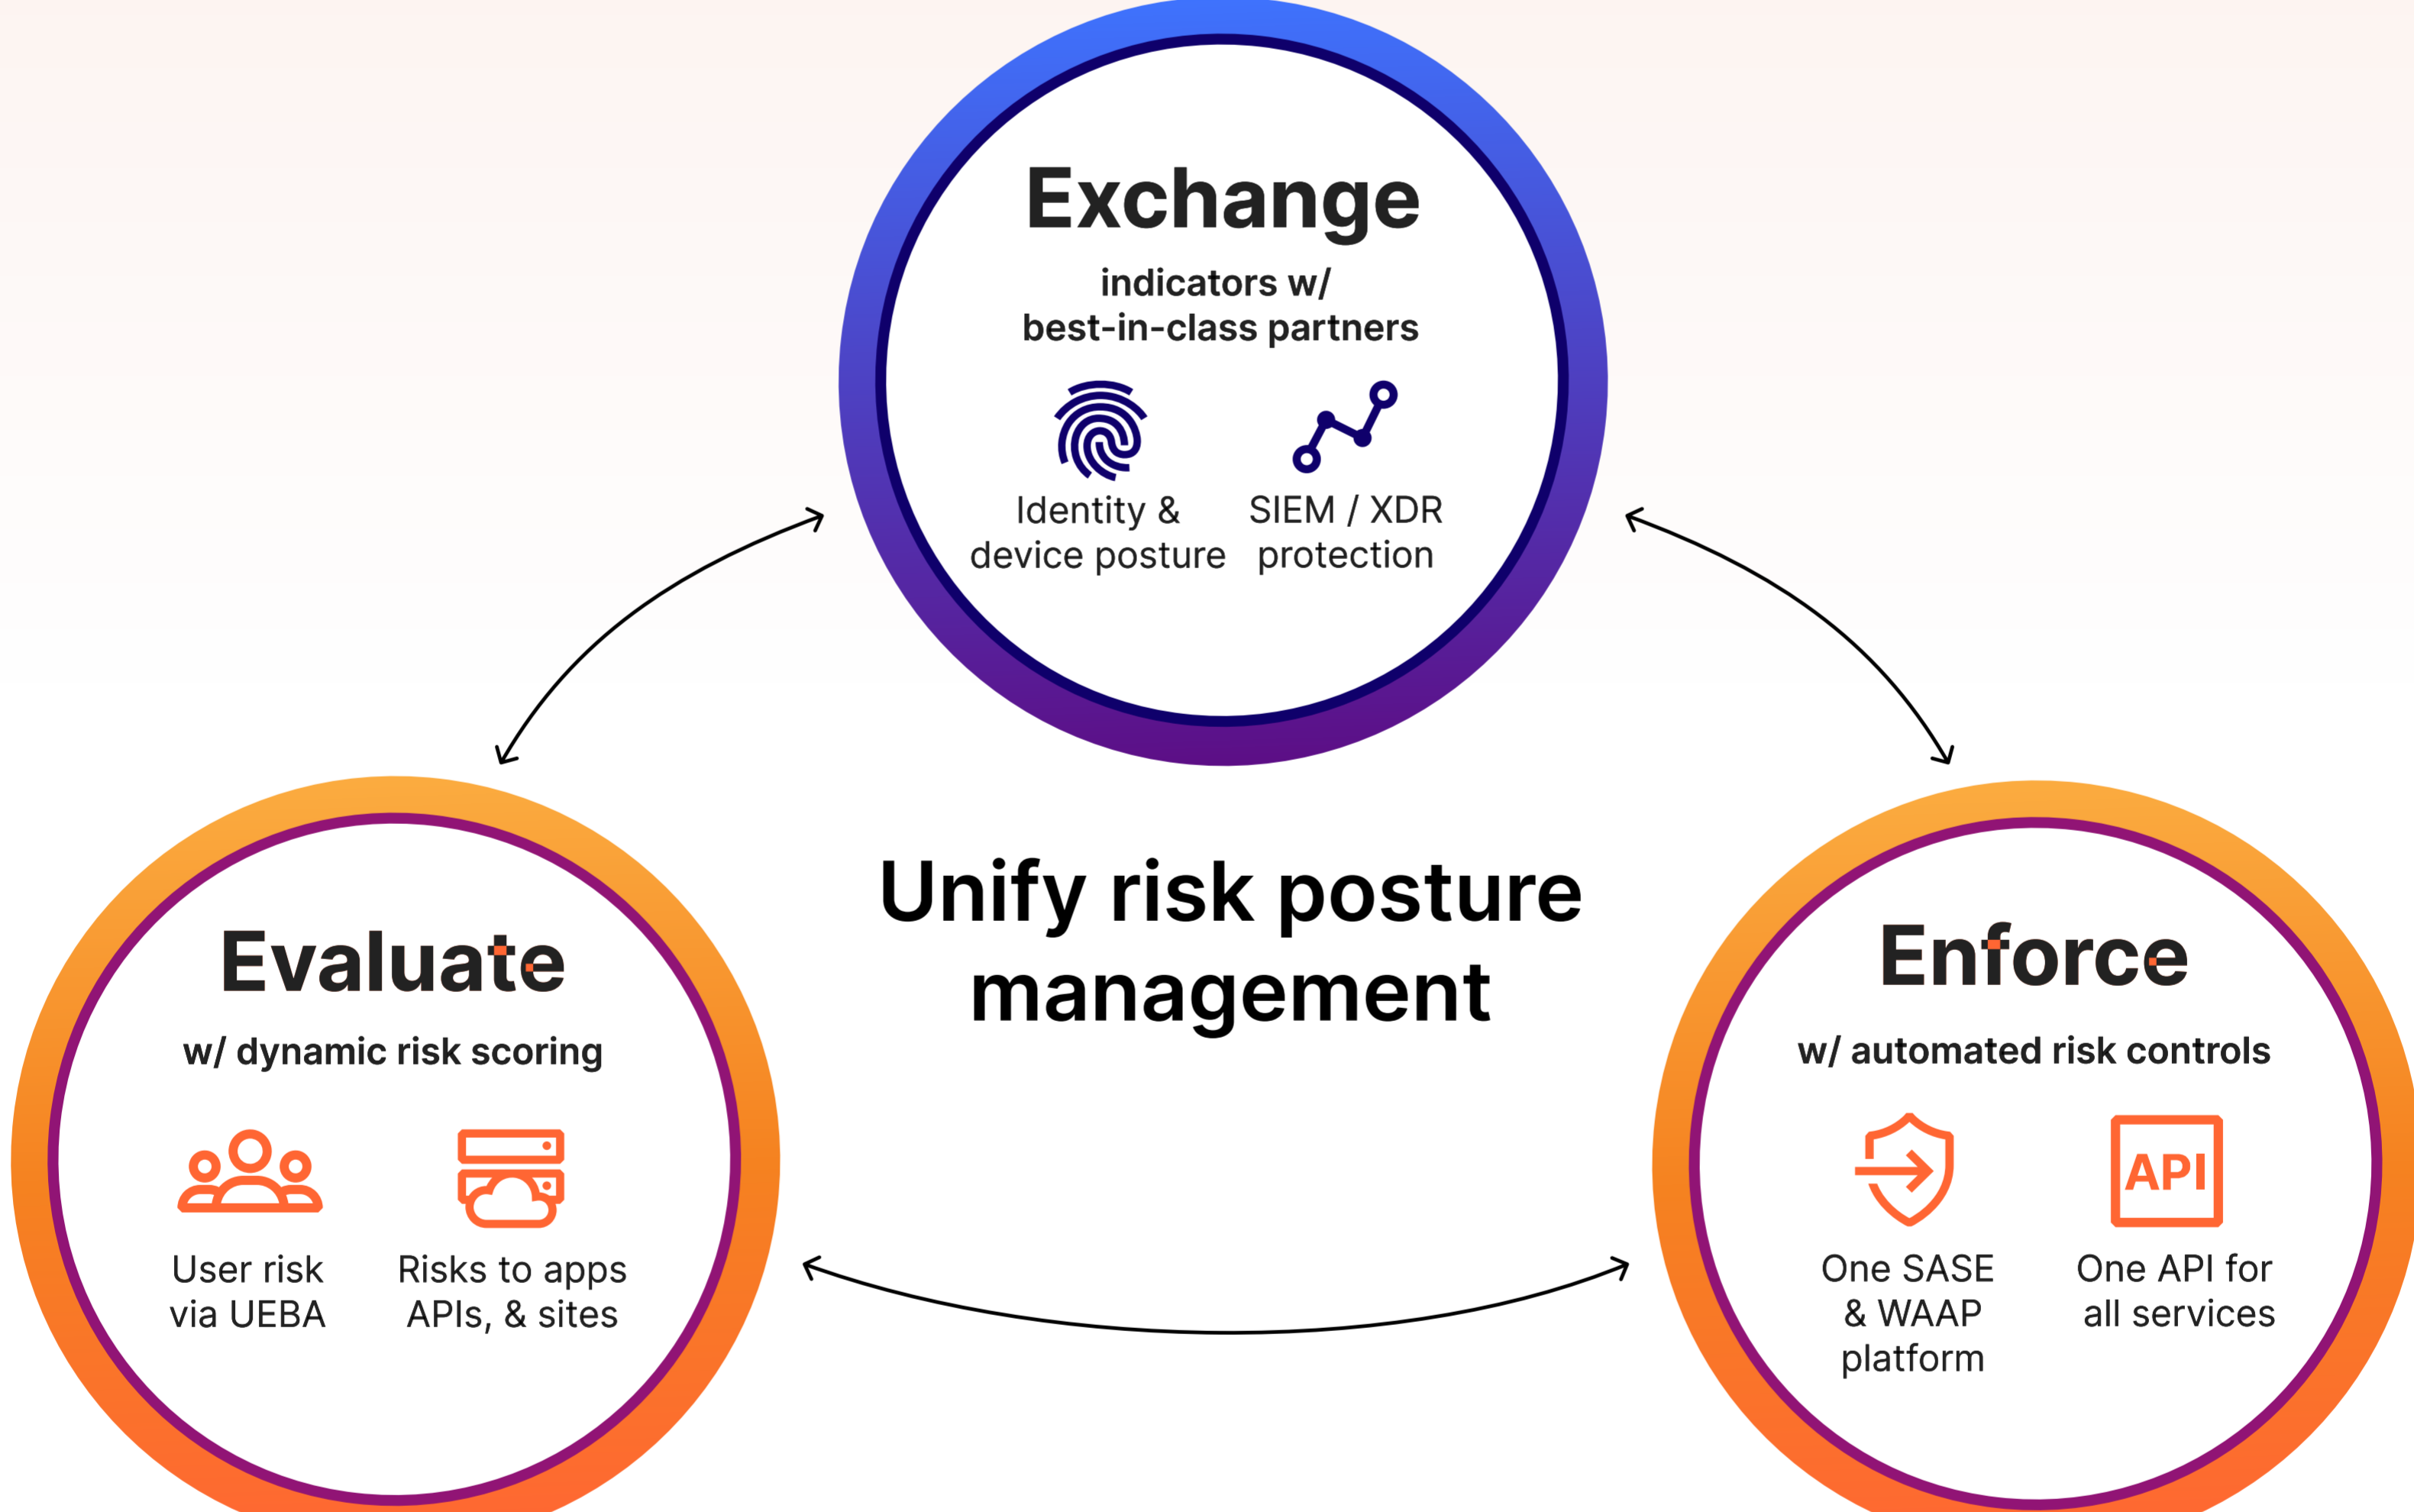 Exchange
indicators w/
best-in-class partners
Identity &
device posture
SIEM / XDR
protection
Unify risk posture
management
Evaluate
w/ dynamic risk scoring
User risk
via UEBA
Risks to apps
APIs, & sites
Enforce
w/ automated risk controls
One SASE
& WAAP
platform
API
One API for
all services